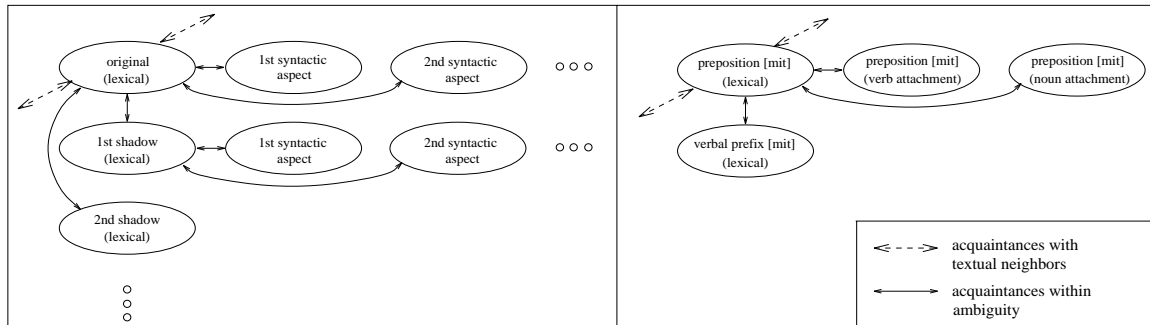 original
(lexical)
1st syntactic
aspect
2nd syntactic
aspect
1st shadow
(lexical)
1st syntactic
aspect
2nd syntactic
aspect
2nd shadow
(lexical)
preposition [mit]
(lexical)
preposition [mit]
(verb attachment)
preposition [mit]
(noun attachment)
verbal prefix [mit]
(lexical)
acquaintances with
textual neighbors
acquaintances within
ambiguity